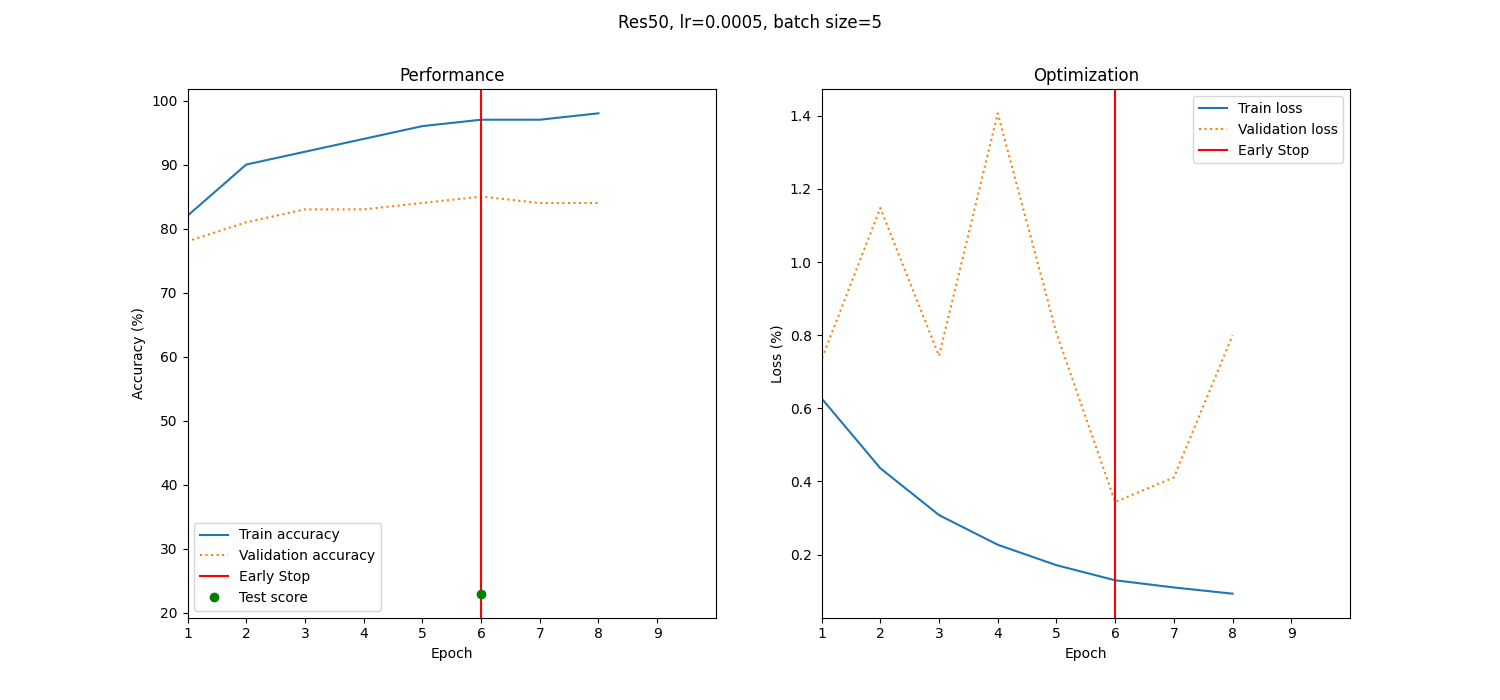 Res50, lr=0.0005, batch size=5
Performance
100
90
80
70
60
50
40
30
20
Accuracy (%)
Train accuracy
Validation accuracy
Early Stop
Test score
1 2 3 4 5 6 7 8 9
Epoch
Optimization
1.4
1.2
1.0
0.8
0.6
0.4
0.2
Loss (%)
Train loss
Validation loss
Early Stop
1 2 3 4 5 6 7 8 9
Epoch